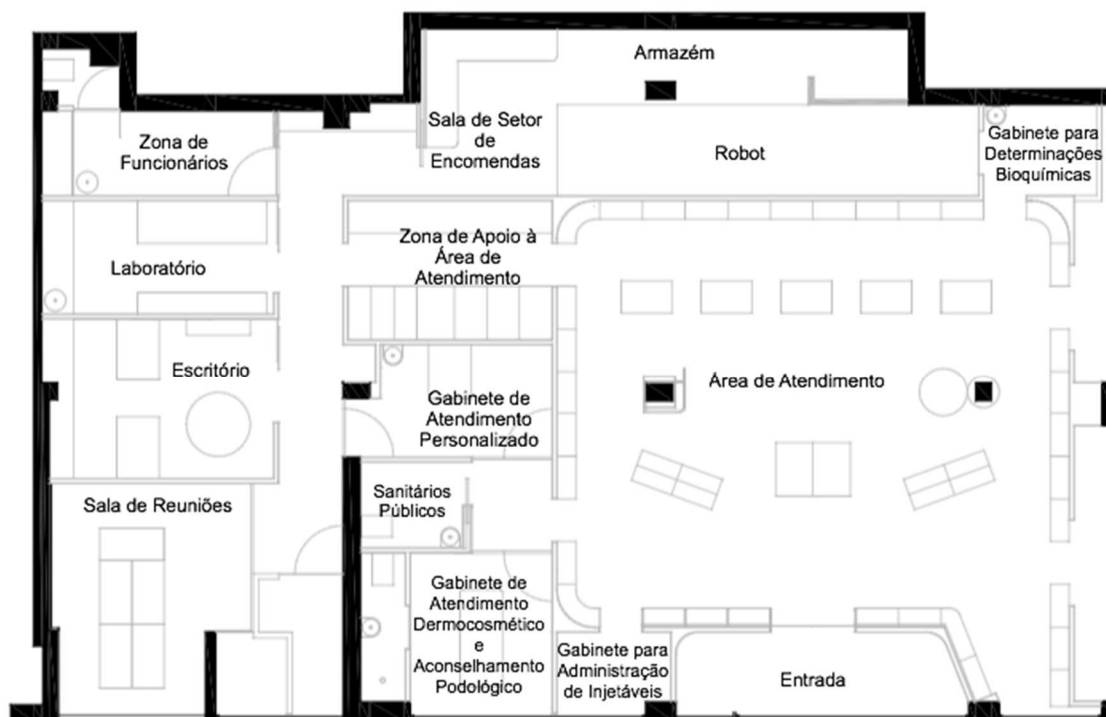 Armazém
Zona de
Funcionários
Sala de Setor
de
Encomendas
Robot
Gabinete para
Determinações
Bioquímicas
Laboratório
Zona de Apoio à
Área de
Atendimento
Escritório
Gabinete de
Atendimento
Personalizado
Área de Atendimento
Sala de Reuniões
Sanitários
Públicos
Gabinete de
Atendimento
Dermocosmético
e
Aconselhamento
Podológico
Gabinete para
Administração
de Injetáveis
Entrada